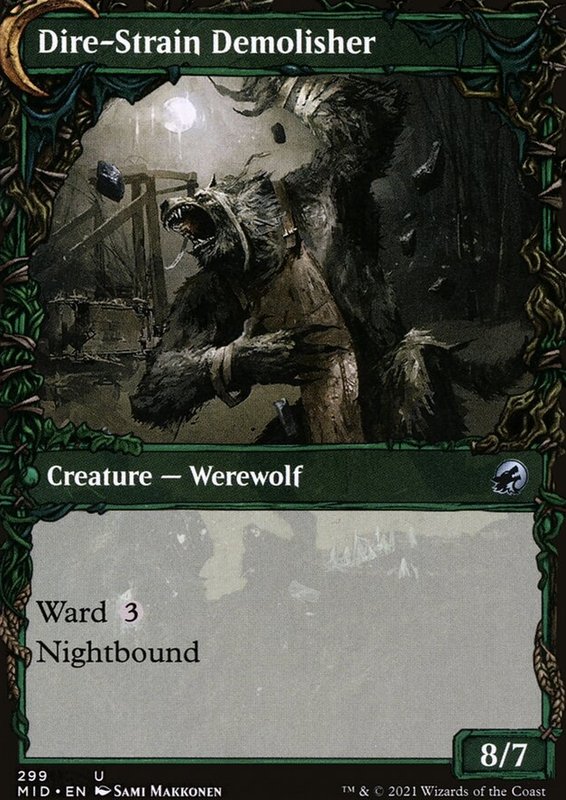 Dire-Strain Demolisher
Creature — Werewolf
Ward 3
Nightbound
8/7
299 U
MID • EN Sami Makkonen
™ & © 2021 Wizards of the Coast